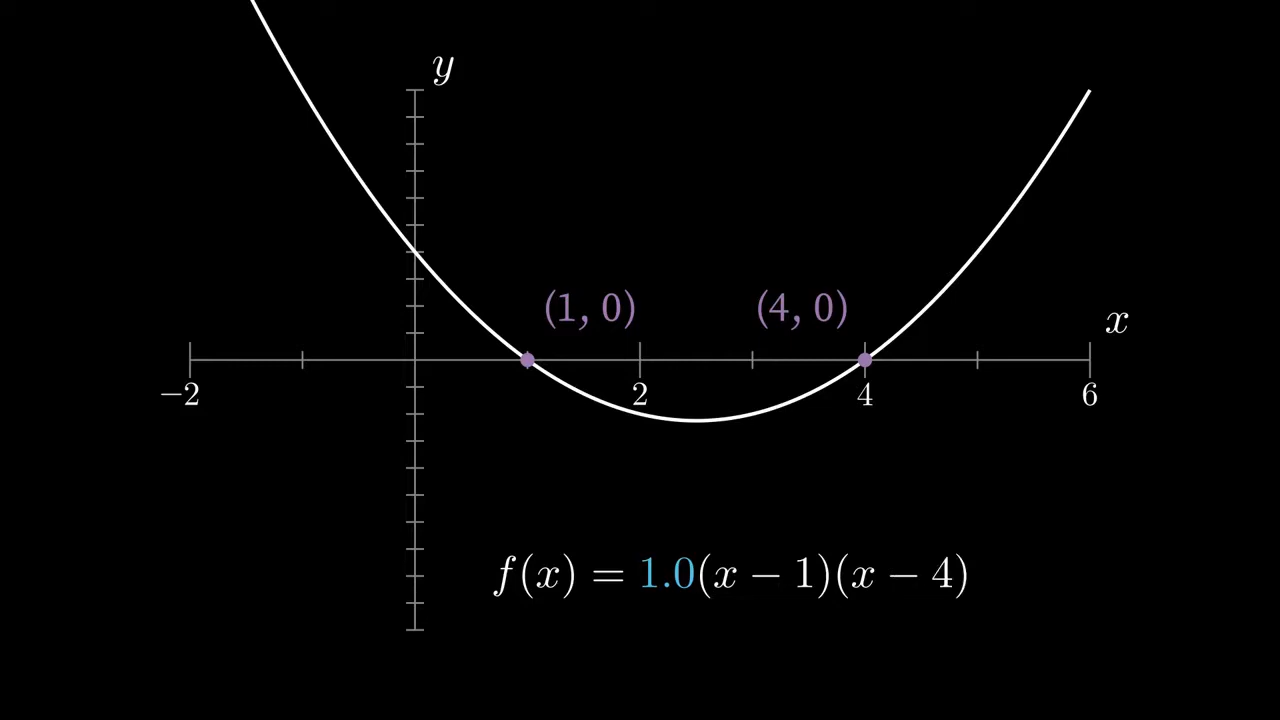 y
(1, 0) (4, 0)
x
−2 2 4 6
f(x) = 1.0(x − 1)(x − 4)